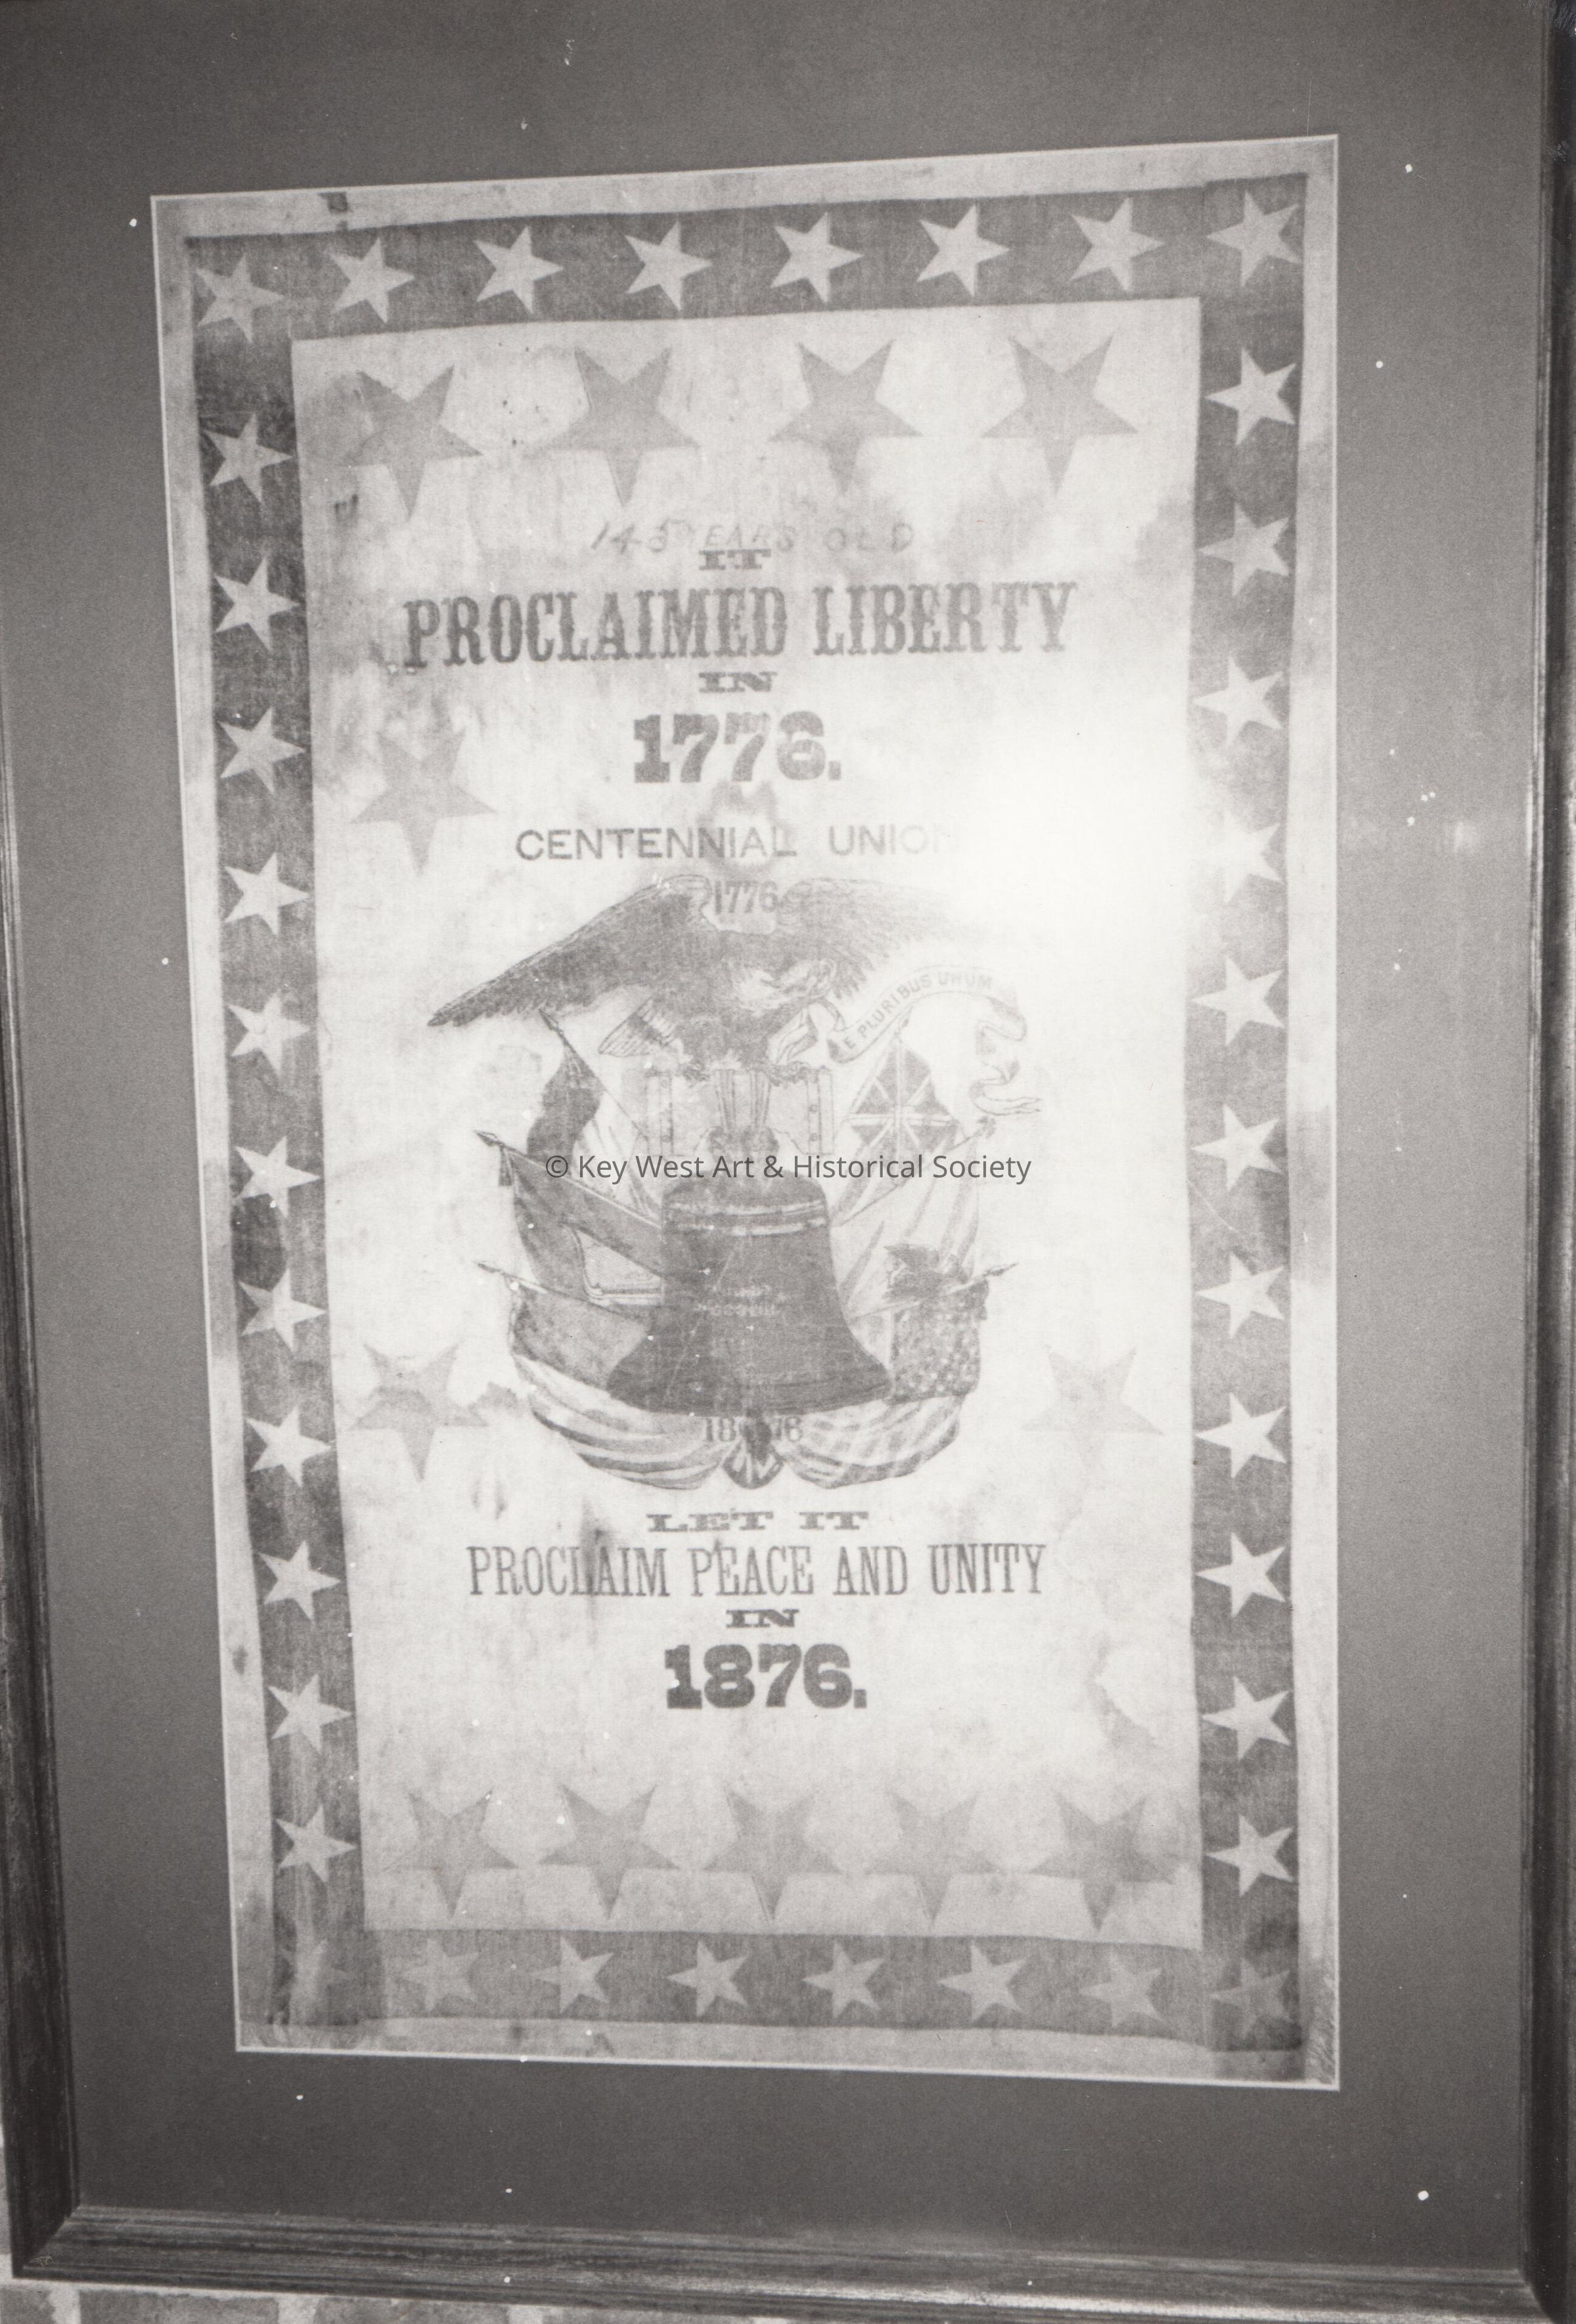 YEARS OLD
IT
PROCLAIMED LIBERTY
IN
1776.
CENTENNIAL UNION
1776
E PLURIBUS UNUM
© Key West Art & Historical Society
1876
LET IT
PROCLAIM PEACE AND UNITY
IN
1876.